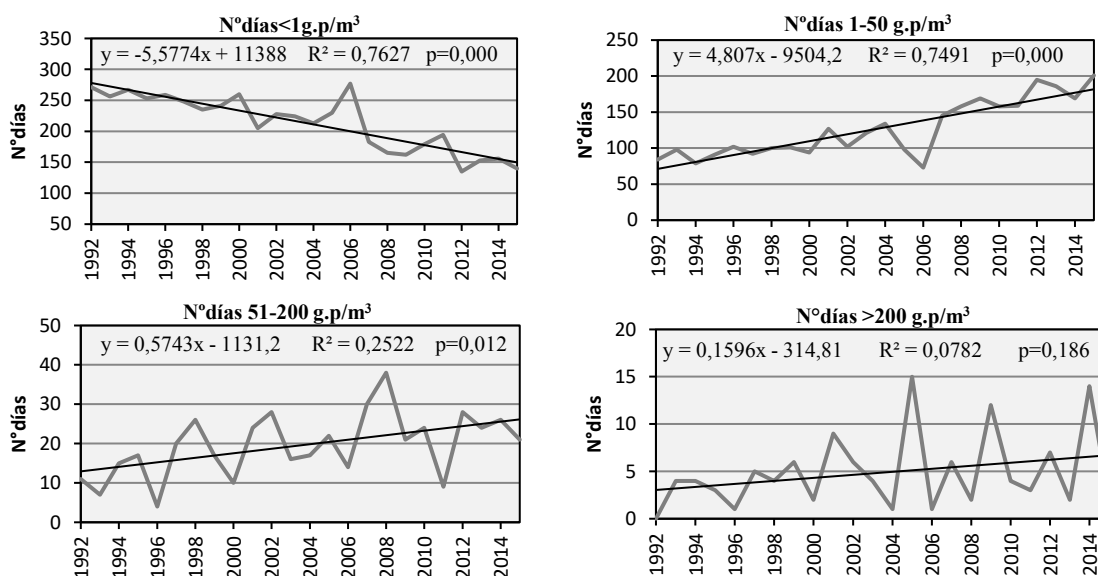 Nºdías<1g.p/m³
y = -5,5774x + 11388 R² = 0,7627 p=0,000
350
300
250
200
150
100
50
N°días
1992 1994 1996 1998 2000 2002 2004 2006 2008 2010 2012 2014
Nºdías 1-50 g.p/m³
y = 4,807x - 9504,2 R² = 0,7491 p=0,000
250
200
150
100
50
0
N°días
1992 1994 1996 1998 2000 2002 2004 2006 2008 2010 2012 2014
Nºdías 51-200 g.p/m³
y = 0,5743x - 1131,2 R² = 0,2522 p=0,012
50
40
30
20
10
0
N°días
1992 1994 1996 1998 2000 2002 2004 2006 2008 2010 2012 2014
N°días >200 g.p/m³
y = 0,1596x - 314,81 R² = 0,0782 p=0,186
20
15
10
5
0
N°días
1992 1994 1996 1998 2000 2002 2004 2006 2008 2010 2012 2014